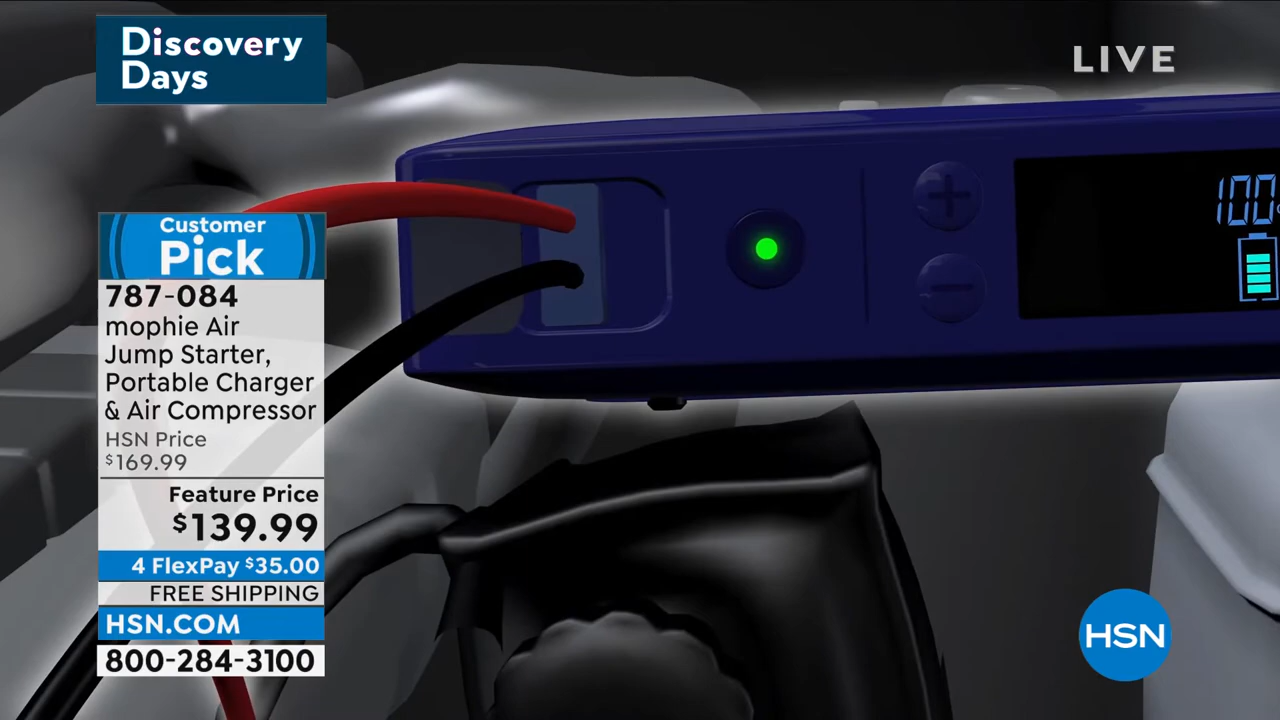 Discovery
Days
LIVE
Customer
Pick
787-084
mophie Air
Jump Starter,
Portable Charger
& Air Compressor
HSN Price
$169.99
Feature Price
$139.99
4 FlexPay $35.00
FREE SHIPPING
HSN.COM
800-284-3100
+
−
100
HSN